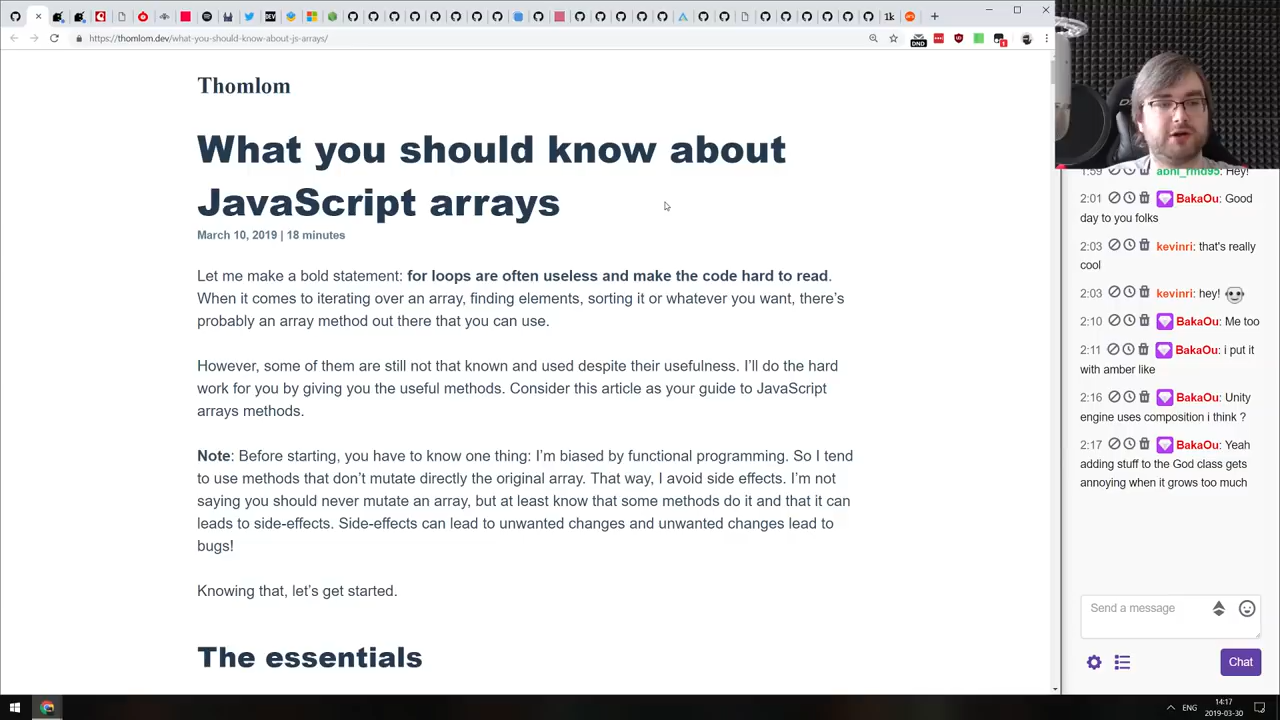 https://thomlom.dev/what-you-should-know-about-js-arrays/
DEV
1k
DND
1
Thomlom
What you should know about
JavaScript arrays
March 10, 2019 | 18 minutes
Let me make a bold statement: for loops are often useless and make the code hard to read.
When it comes to iterating over an array, finding elements, sorting it or whatever you want, there’s
probably an array method out there that you can use.
However, some of them are still not that known and used despite their usefulness. I’ll do the hard
work for you by giving you the useful methods. Consider this article as your guide to JavaScript
arrays methods.
Note: Before starting, you have to know one thing: I’m biased by functional programming. So I tend
to use methods that don’t mutate directly the original array. That way, I avoid side effects. I’m not
saying you should never mutate an array, but at least know that some methods do it and that it can
leads to side-effects. Side-effects can lead to unwanted changes and unwanted changes lead to
bugs!
Knowing that, let’s get started.
The essentials
1:59 abhi_rmd95: Hey!
2:01 BakaOu: Good
day to you folks
2:03 kevinri: that's really
cool
2:03 kevinri: hey!
2:10 BakaOu: Me too
2:11 BakaOu: i put it
with amber like
2:16 BakaOu: Unity
engine uses composition i think ?
2:17 BakaOu: Yeah
adding stuff to the God class gets
annoying when it grows too much
Send a message
Chat
ENG
14:17
2019-03-30